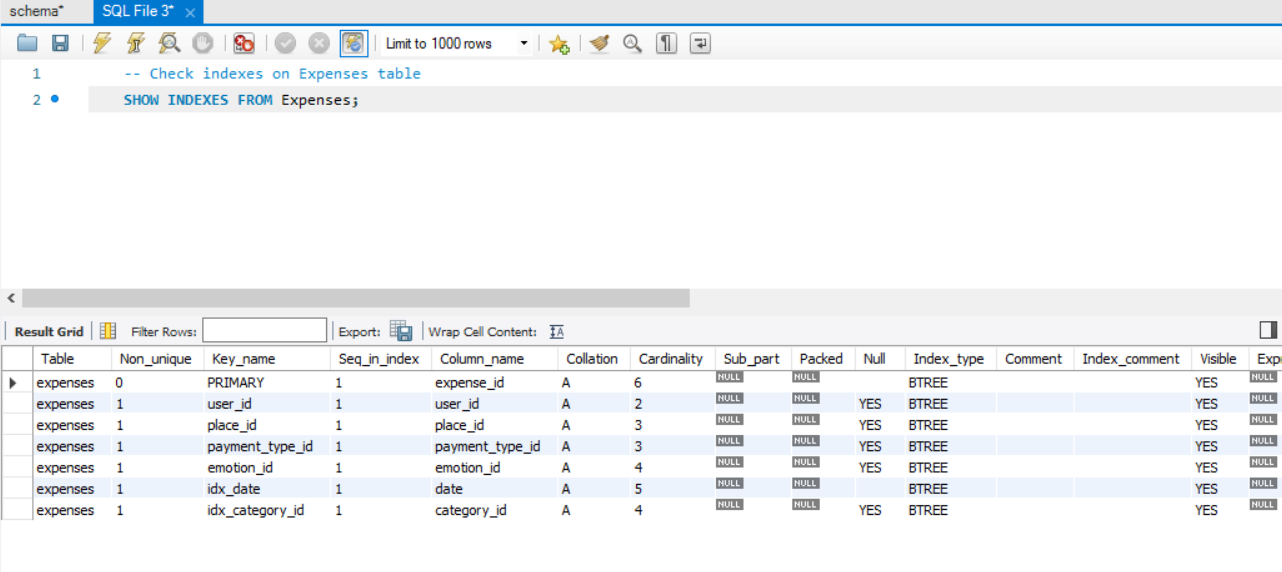 schema* SQL File 3* ×
Limit to 1000 rows
1 -- Check indexes on Expenses table
2 SHOW INDEXES FROM Expenses;
Result Grid Filter Rows: Export: Wrap Cell Content: IA
Table Non_unique Key_name Seq_in_index Column_name Collation Cardinality Sub_part Packed Null Index_type Comment Index_comment Visible Exp
expenses 0 PRIMARY 1 expense_id A 6 NULL NULL BTREE YES NULL
expenses 1 user_id 1 user_id A 2 NULL NULL YES BTREE YES NULL
expenses 1 place_id 1 place_id A 3 NULL NULL YES BTREE YES NULL
expenses 1 payment_type_id 1 payment_type_id A 3 NULL NULL YES BTREE YES NULL
expenses 1 emotion_id 1 emotion_id A 4 NULL NULL YES BTREE YES NULL
expenses 1 idx_date 1 date A 5 NULL NULL BTREE YES NULL
expenses 1 idx_category_id 1 category_id A 4 NULL NULL YES BTREE YES NULL